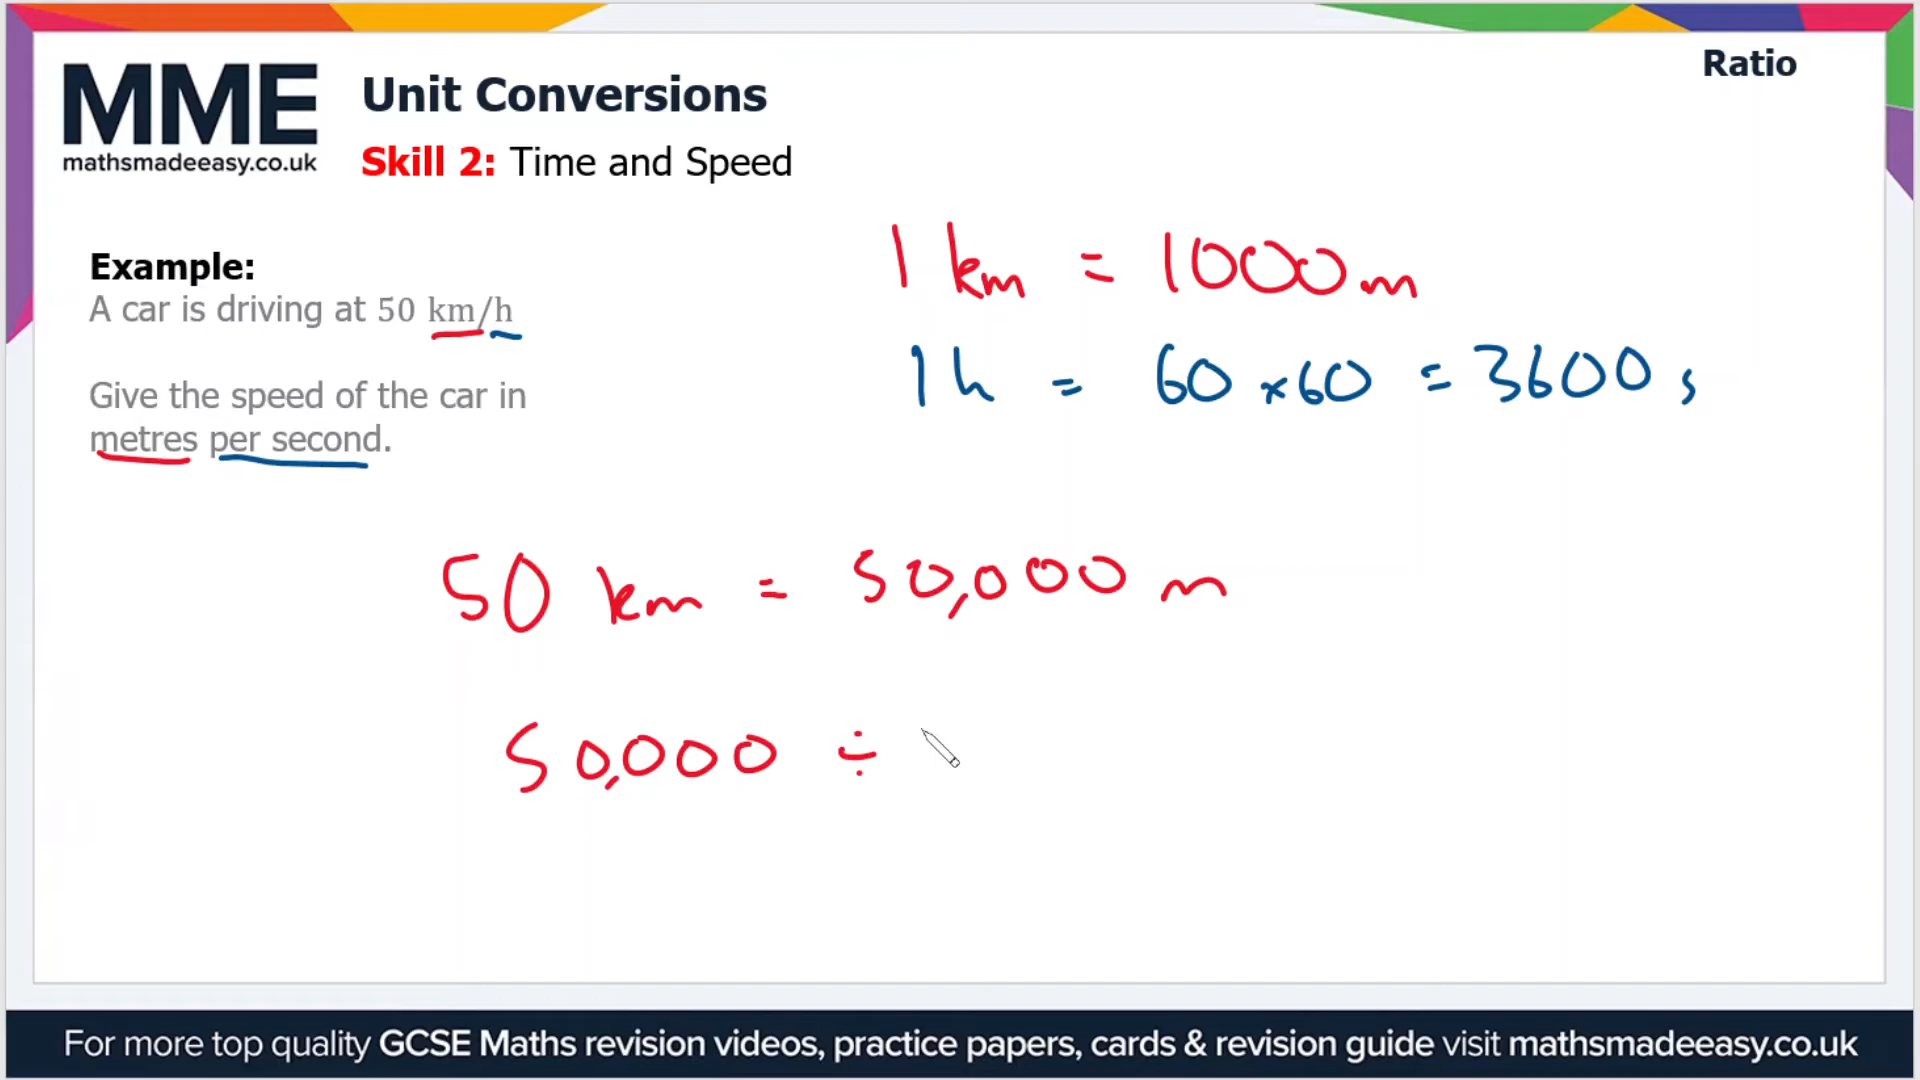 Ratio
MME
mathsmadeeasy.co.uk
Unit Conversions
Skill 2: Time and Speed
Example:
A car is driving at 50 km/h
Give the speed of the car in
metres per second.
1 km = 1000 m
1 h = 60 × 60 = 3600 s
50 km = 50,000 m
50,000 ÷
For more top quality GCSE Maths revision videos, practice papers, cards & revision guide visit mathsmadeeasy.co.uk